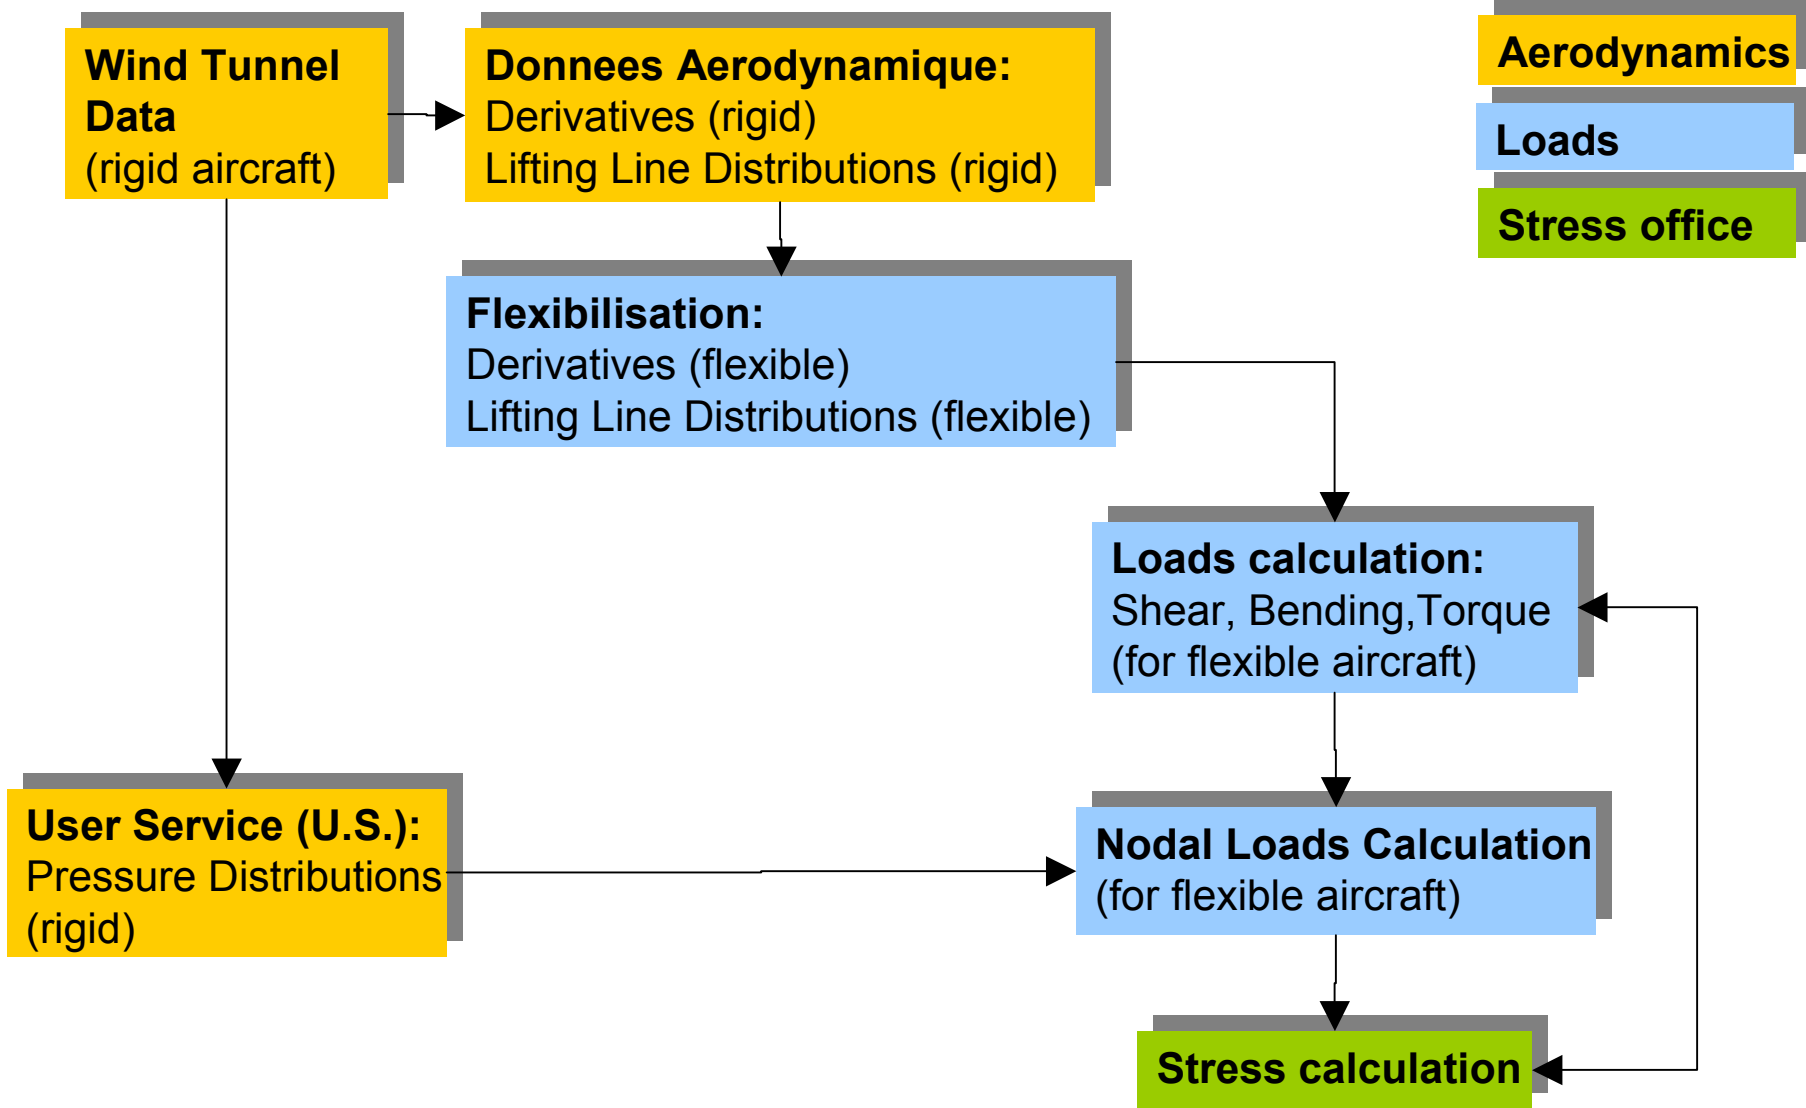 Wind Tunnel
Data
(rigid aircraft)
Donnees Aerodynamique:
Derivatives (rigid)
Lifting Line Distributions (rigid)
Aerodynamics
Loads
Stress office
Flexibilisation:
Derivatives (flexible)
Lifting Line Distributions (flexible)
Loads calculation:
Shear, Bending,Torque
(for flexible aircraft)
User Service (U.S.):
Pressure Distributions
(rigid)
Nodal Loads Calculation
(for flexible aircraft)
Stress calculation